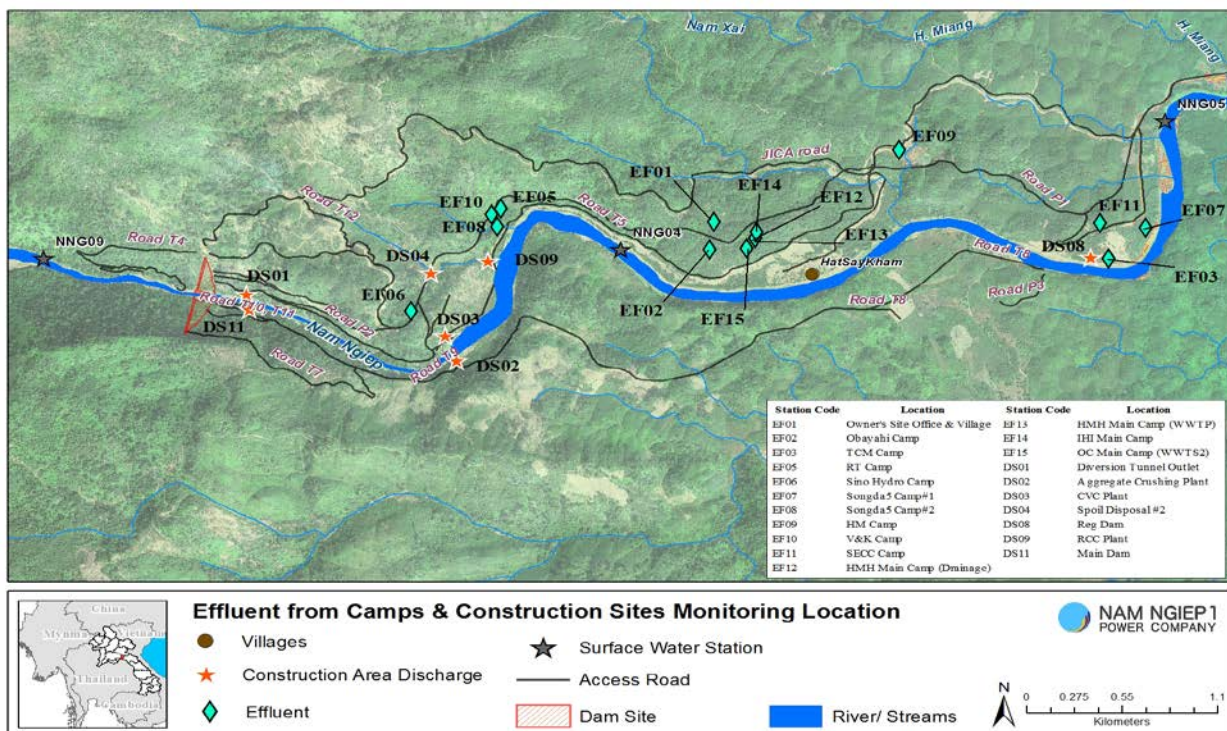 Nam Xai
H. Miang
H. Miang
NNG05
EF09
JICA road
EF01
EF14
EF12
Road P1
EF10
EF05
Road T12
Road T5
EF11
EF07
EF08
EF13
NNG09
Road T4
NNG04
DS08
Road T6
DS04
DS09
HatSayKham
DS01
EF03
EF06
EF02
EF15
Road P3
Road T10, T11
Road T8
DS11
Road P2
DS03
Nam Ngiep
Road T9
DS02
Road T7
Station Code Location Station Code Location
EF01 Owner's Site Office & Village EF13 HMH Main Camp (WWTP)
EF02 Obayahi Camp EF14 IHI Main Camp
EF03 TCM Camp EF15 OC Main Camp (WWTS2)
EF05 RT Camp DS01 Diversion Tunnel Outlet
EF06 Sino Hydro Camp DS02 Aggregate Crushing Plant
EF07 Songda5 Camp#1 DS03 CVC Plant
EF08 Songda5 Camp#2 DS04 Spoil Disposal #2
EF09 HM Camp DS08 Reg Dam
EF10 V&K Camp DS09 RCC Plant
EF11 SECC Camp DS11 Main Dam
EF12 HMH Main Camp (Drainage)
China
Vietnam
Thailand
Cambodia
Effluent from Camps & Construction Sites Monitoring Location
Villages
Surface Water Station
Construction Area Discharge
Access Road
Effluent
Dam Site
River/ Streams
NAM NGIEP 1
POWER COMPANY
N
0 0.275 0.55 1.1
Kilometers